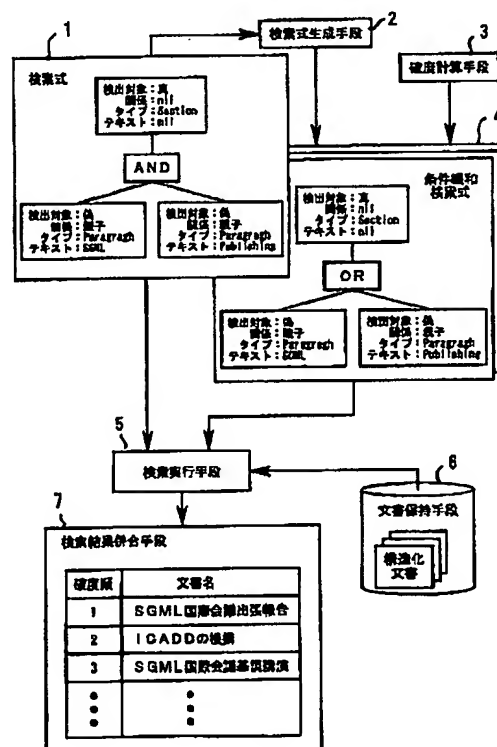 1
2
検索式生成手段
3
確度計算手段
4
検索式
検出対象：真
関係：nil
タイプ：Section
テキスト：nil
AND
検出対象：偽
関係：親子
タイプ：Paragraph
テキスト：SGML
検出対象：偽
関係：親子
タイプ：Paragraph
テキスト：Publishing
条件緩和
検索式
検出対象：真
関係：nil
タイプ：Section
テキスト：nil
OR
検出対象：偽
関係：親子
タイプ：Paragraph
テキスト：SGML
検出対象：偽
関係：親子
タイプ：Paragraph
テキスト：Publishing
5
検索実行手段
6
文書保持手段
構造化
文書
7
検索結果併合手段
確度順 文書名
1 SGML国際会議出張報告
2 ICADDの
3 SGML国際会議基調講演